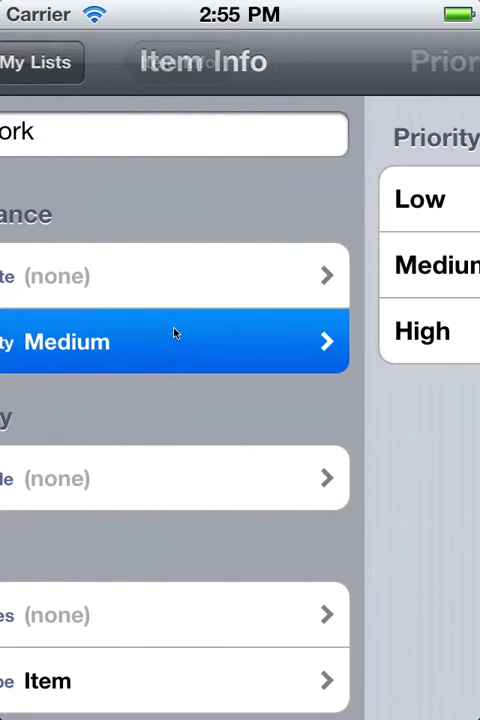 Carrier 2:55 PM
My Lists Item Info Prior
ork
Priority
ance
Low
te (none)
Medium
ty Medium
High
y
le (none)
es (none)
pe Item